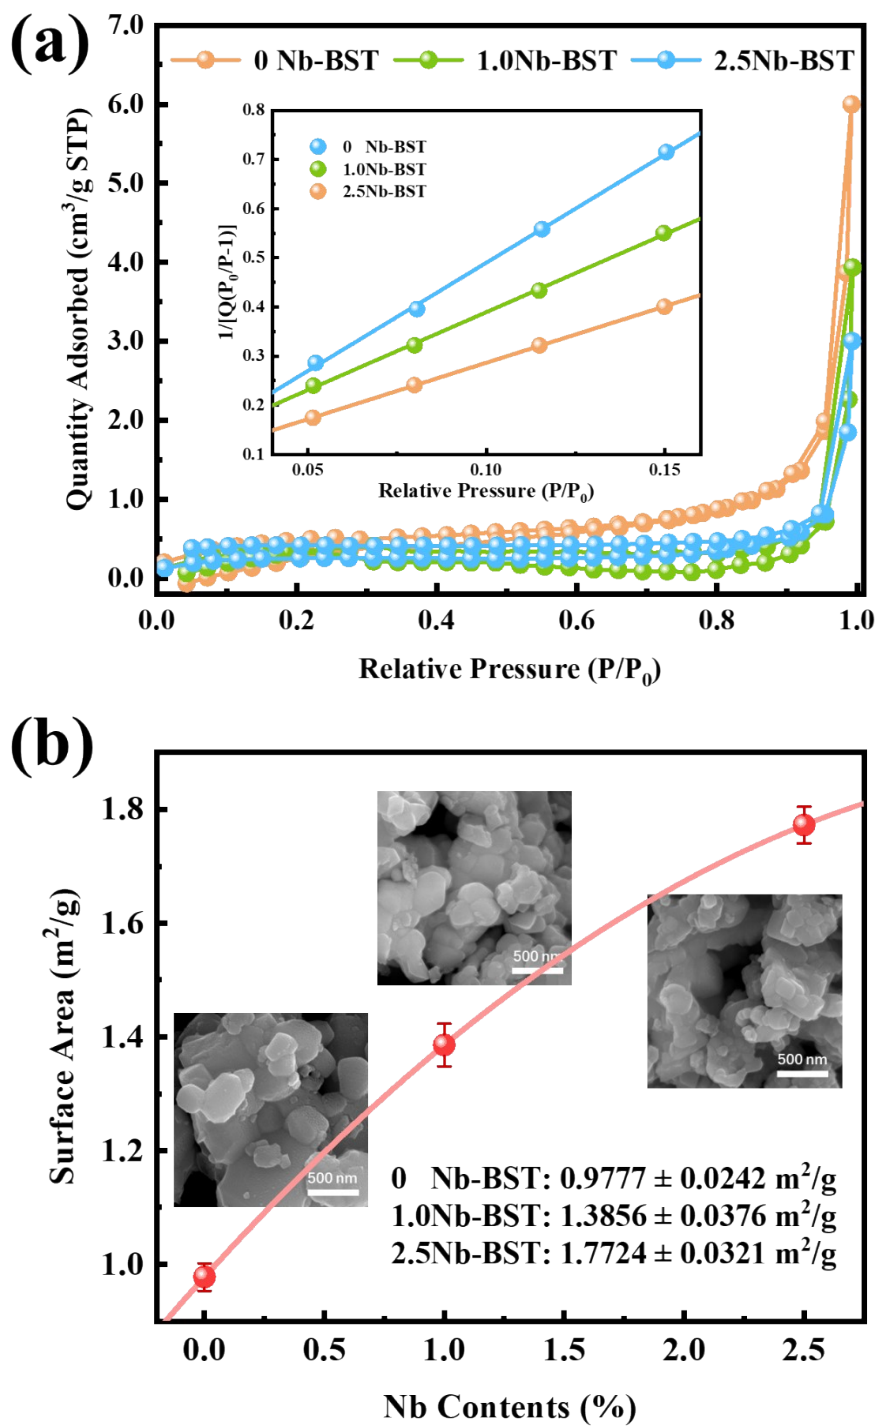 (a)
7.0
0 Nb-BST 1.0Nb-BST 2.5Nb-BST
6.0
5.0
4.0
3.0
2.0
1.0
0.0
Quantity Adsorbed (cm³/g STP)
0.8
0.7
0.6
0.5
0.4
0.3
0.2
0.1
1/[Q(P₀/P-1)]
0 Nb-BST
1.0Nb-BST
2.5Nb-BST
0.05 0.10 0.15
Relative Pressure (P/P₀)
0.0 0.2 0.4 0.6 0.8 1.0
Relative Pressure (P/P₀)
(b)
1.8
1.6
1.4
1.2
1.0
Surface Area (m²/g)
500 nm
500 nm
500 nm
0 Nb-BST: 0.9777 ± 0.0242 m²/g
1.0Nb-BST: 1.3856 ± 0.0376 m²/g
2.5Nb-BST: 1.7724 ± 0.0321 m²/g
0.0 0.5 1.0 1.5 2.0 2.5
Nb Contents (%)